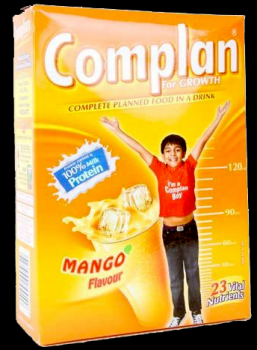 Complan®
For GROWTH
COMPLETE PLANNED FOOD IN A DRINK
100% Milk
Protein
I'm a
Complan
Boy
120
90
MANGO
Flavour
23 Vital
Nutrients